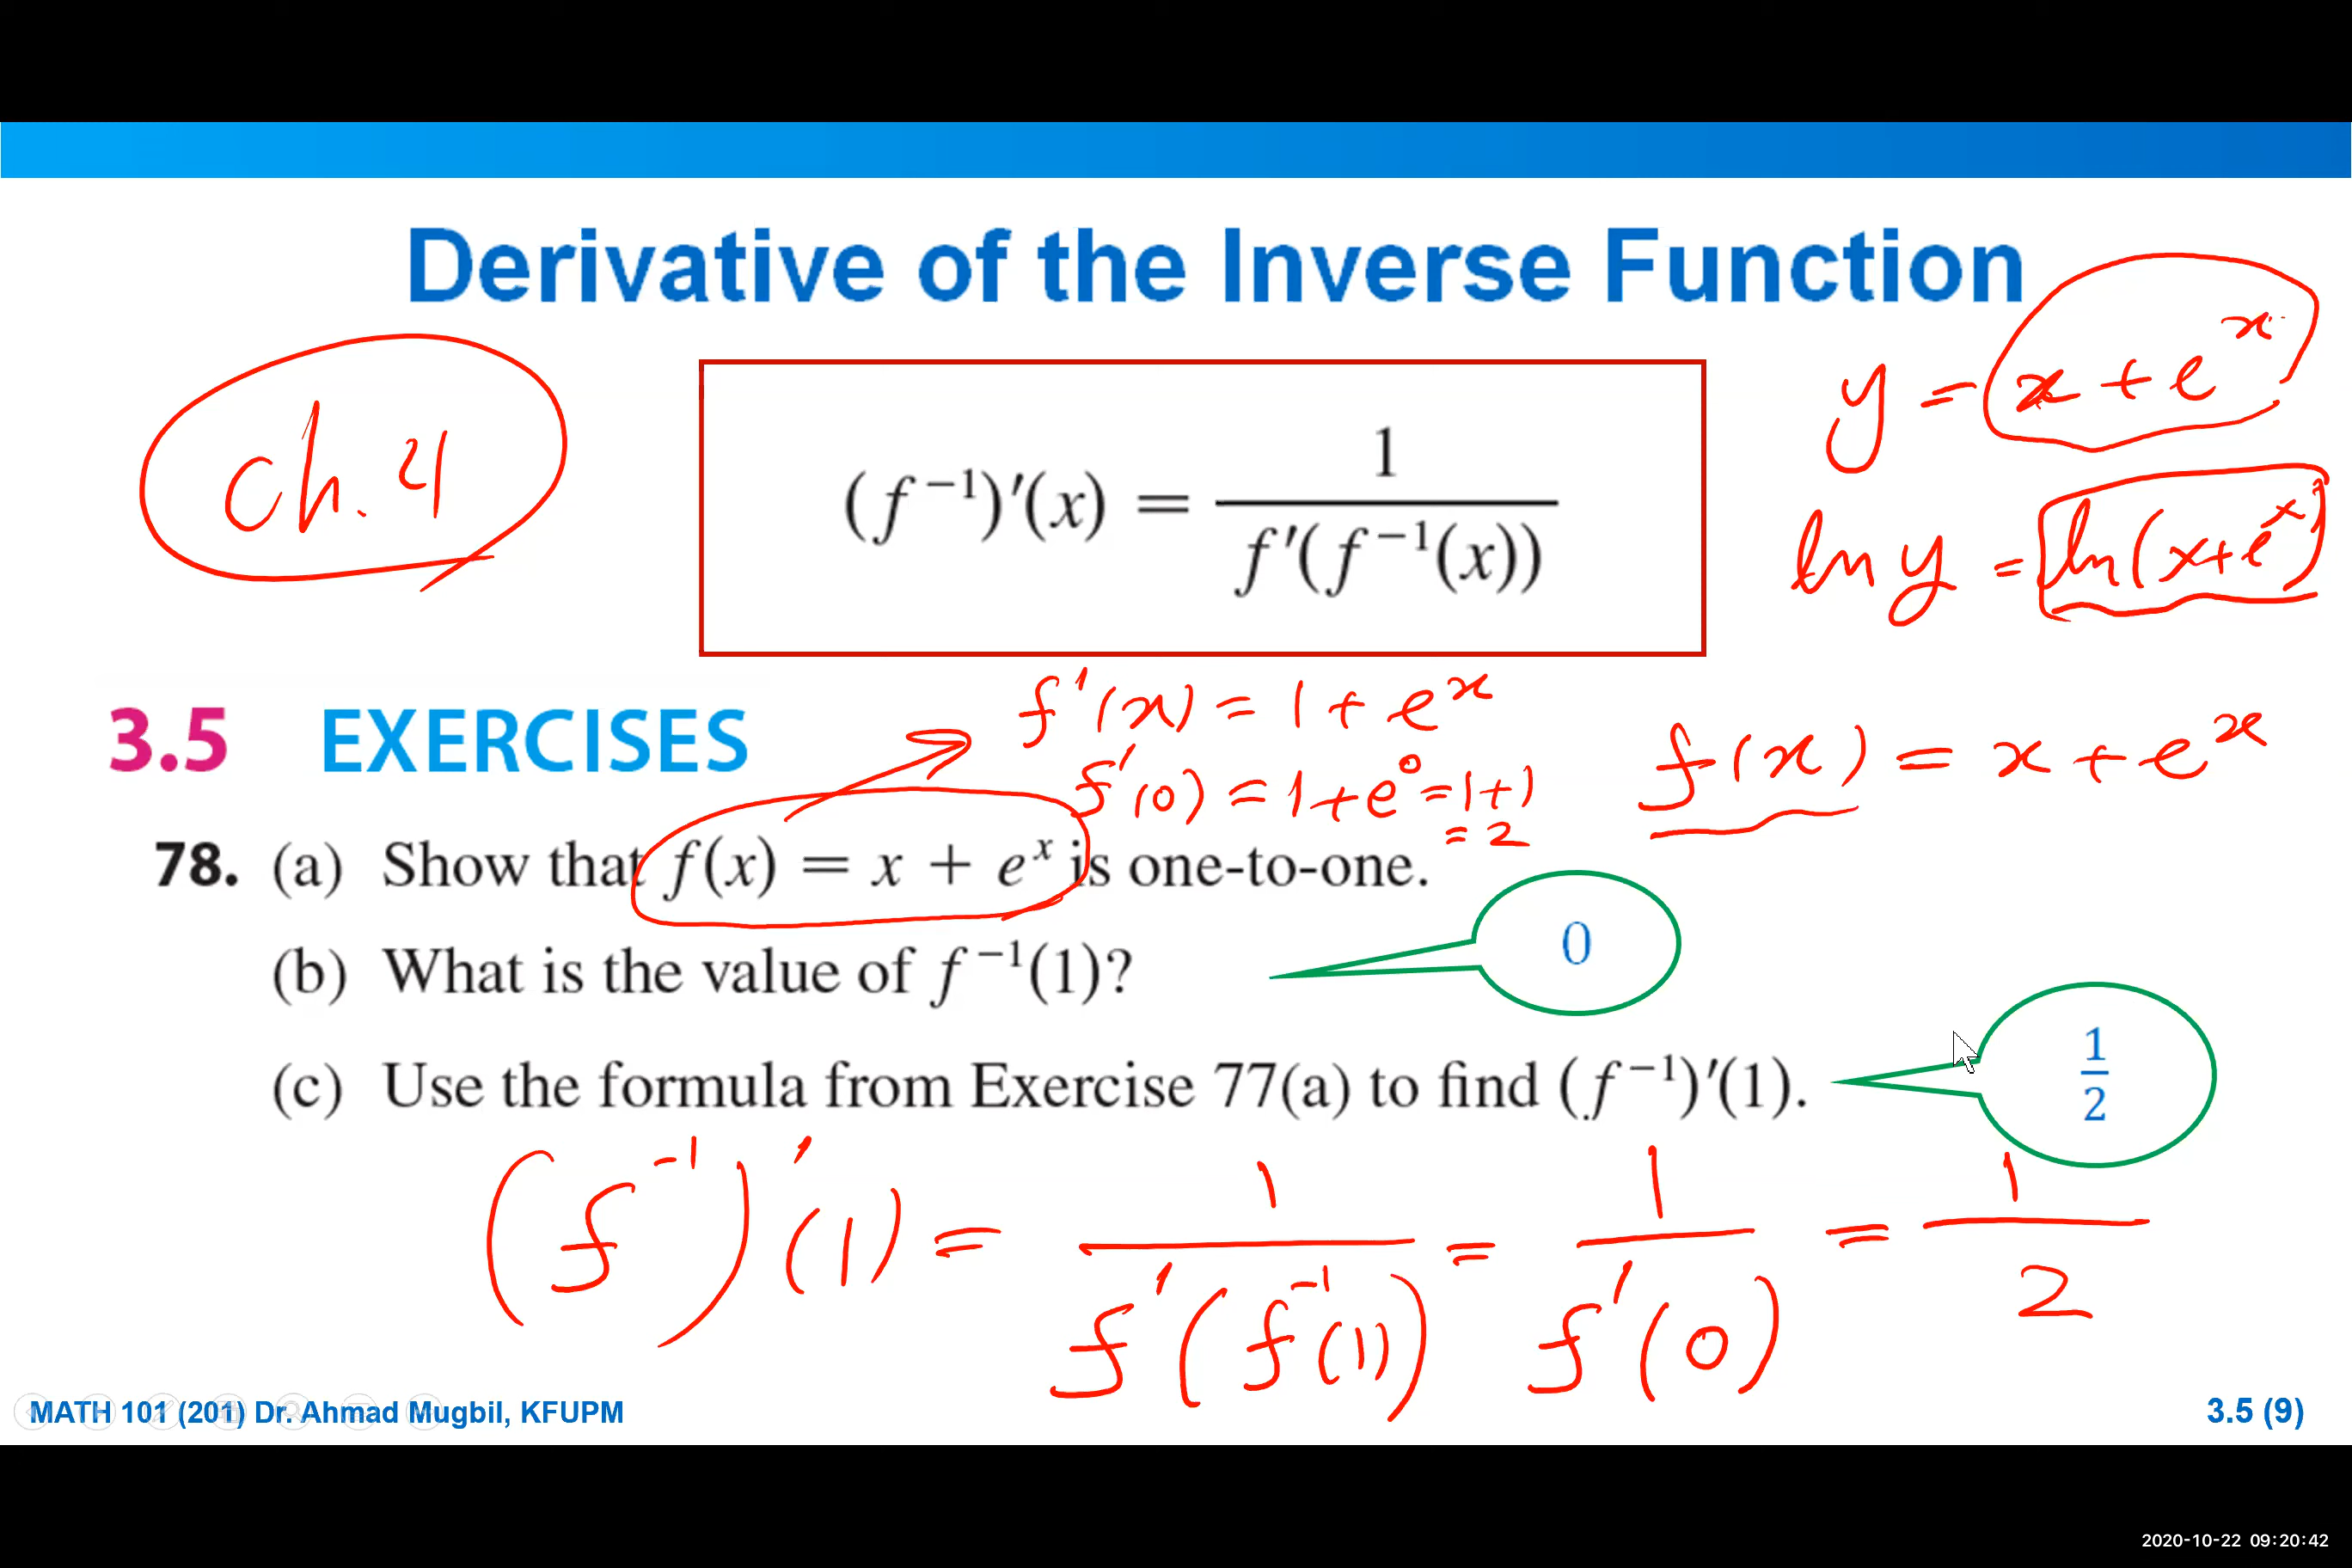 Derivative of the Inverse Function
y = x + e^x
ch. 4
(f⁻¹)′(x) = 1 / f′(f⁻¹(x))
ln y = ln(x+e^x)
f'(x) = 1 + e^x
3.5 EXERCISES
f(x) = x + e^x
f'(0) = 1 + e^0 = 1+1
= 2
78. (a) Show that f(x) = x + e^x is one-to-one.
0
(b) What is the value of f⁻¹(1)?
(c) Use the formula from Exercise 77(a) to find (f⁻¹)′(1).
1/2
(f⁻¹)'(1) = 1 / f'(f⁻¹(1)) = 1 / f'(0) = 1 / 2
MATH 101 (201) Dr. Ahmad Mugbil, KFUPM
3.5 (9)
2020-10-22 09:20:42